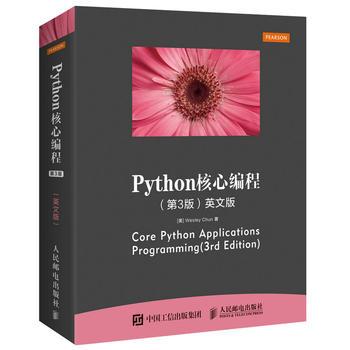 PEARSON
Python核心编程
(第3版)英文版
[美] Wesley Chun 著
Core Python Applications
Programming(3rd Edition)
中国工信出版集团
人民邮电出版社
POSTS & TELECOM PRESS
Python核心编程
第3版
(英文版)
人民邮电出版社